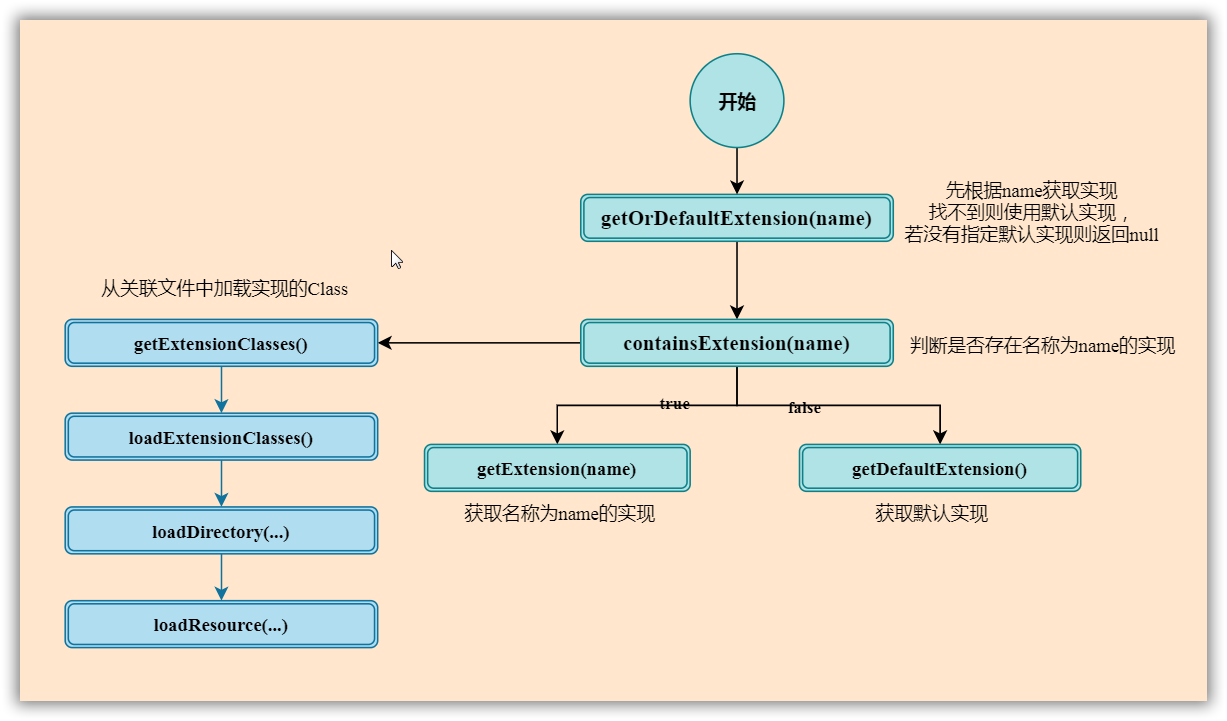 开始
getOrDefaultExtension(name)
先根据name获取实现
找不到则使用默认实现，
若没有指定默认实现则返回null
从关联文件中加载实现的Class
getExtensionClasses()
containsExtension(name)
判断是否存在名称为name的实现
true
false
loadExtensionClasses()
getExtension(name)
getDefaultExtension()
获取名称为name的实现
获取默认实现
loadDirectory(...)
loadResource(...)